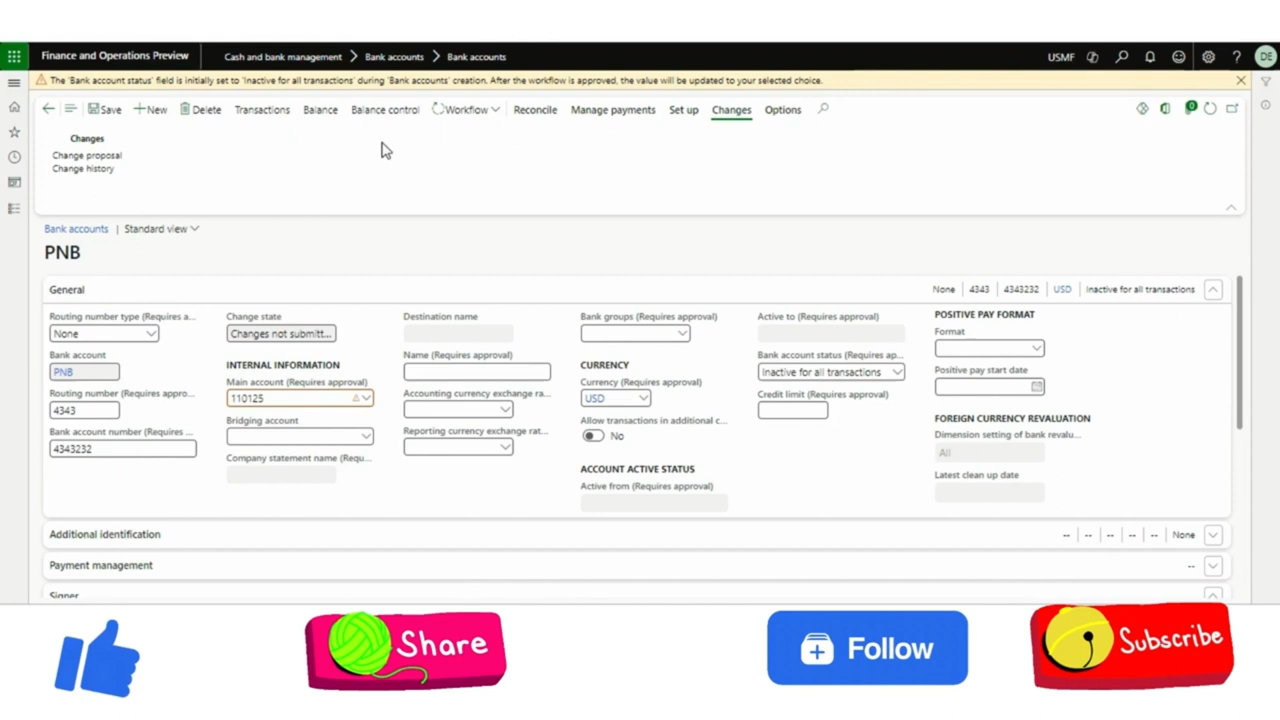 Finance and Operations Preview
Cash and bank management > Bank accounts > Bank accounts
USMF
DE
The 'Bank account status' field is initially set to 'Inactive for all transactions' during 'Bank accounts' creation. After the workflow is approved, the value will be updated to your selected choice.
Save New Delete Transactions Balance Balance control Workflow Reconcile Manage payments Set up Changes Options
0
Changes
Change proposal
Change history
Bank accounts | Standard view
PNB
General
None | 4343 | 4343232 | USD | Inactive for all transactions
Routing number type (Requires a...
None
Bank account
PNB
Routing number (Requires appro...
4343
Bank account number (Requires ...
4343232
Change state
Changes not submitt...
INTERNAL INFORMATION
Main account (Requires approval)
110125
Bridging account
Company statement name (Requ...
Destination name
Name (Requires approval)
Accounting currency exchange ra...
Reporting currency exchange rat...
Bank groups (Requires approval)
CURRENCY
Currency (Requires approval)
USD
Allow transactions in additional c...
No
ACCOUNT ACTIVE STATUS
Active from (Requires approval)
Active to (Requires approval)
Bank account status (Requires ap...
Inactive for all transactions
Credit limit (Requires approval)
POSITIVE PAY FORMAT
Format
Positive pay start date
FOREIGN CURRENCY REVALUATION
Dimension setting of bank revalu...
All
Latest clean up date
Additional identification
-- | -- | -- | -- | -- | None
Payment management
--
Signer
Share
Follow
Subscribe